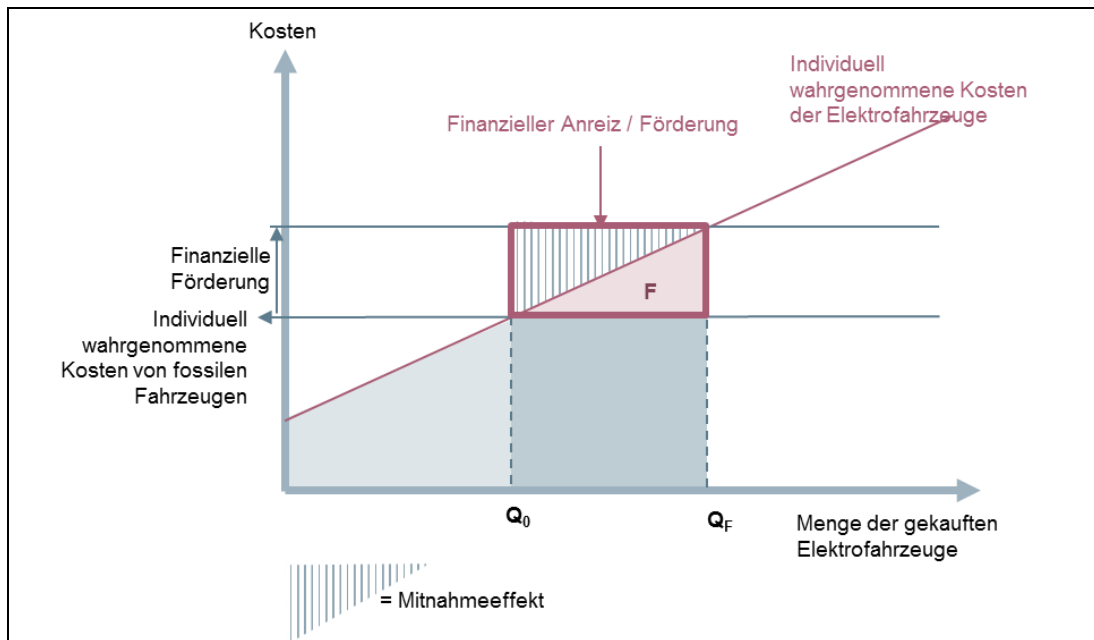 Kosten
Individuell
wahrgenommene Kosten
der Elektrofahrzeuge
Finanzieller Anreiz / Förderung
Finanzielle
Förderung
F
Individuell
wahrgenommene
Kosten von fossilen
Fahrzeugen
Q₀
Q_F
Menge der gekauften
Elektrofahrzeuge
= Mitnahmeeffekt